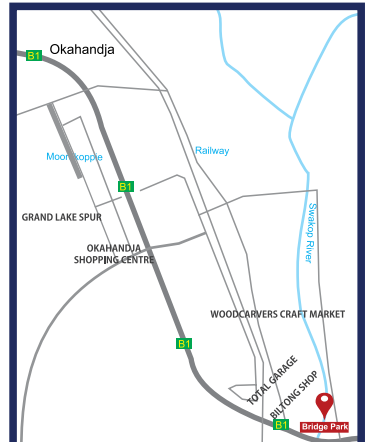 Okahandja
B1
Moordkoppie
Railway
B1
GRAND LAKE SPUR
Swakop River
OKAHANDJA
SHOPPING CENTRE
WOODCARVERS CRAFT MARKET
B1
TOTAL GARAGE
BILTONG SHOP
B1
Bridge Park